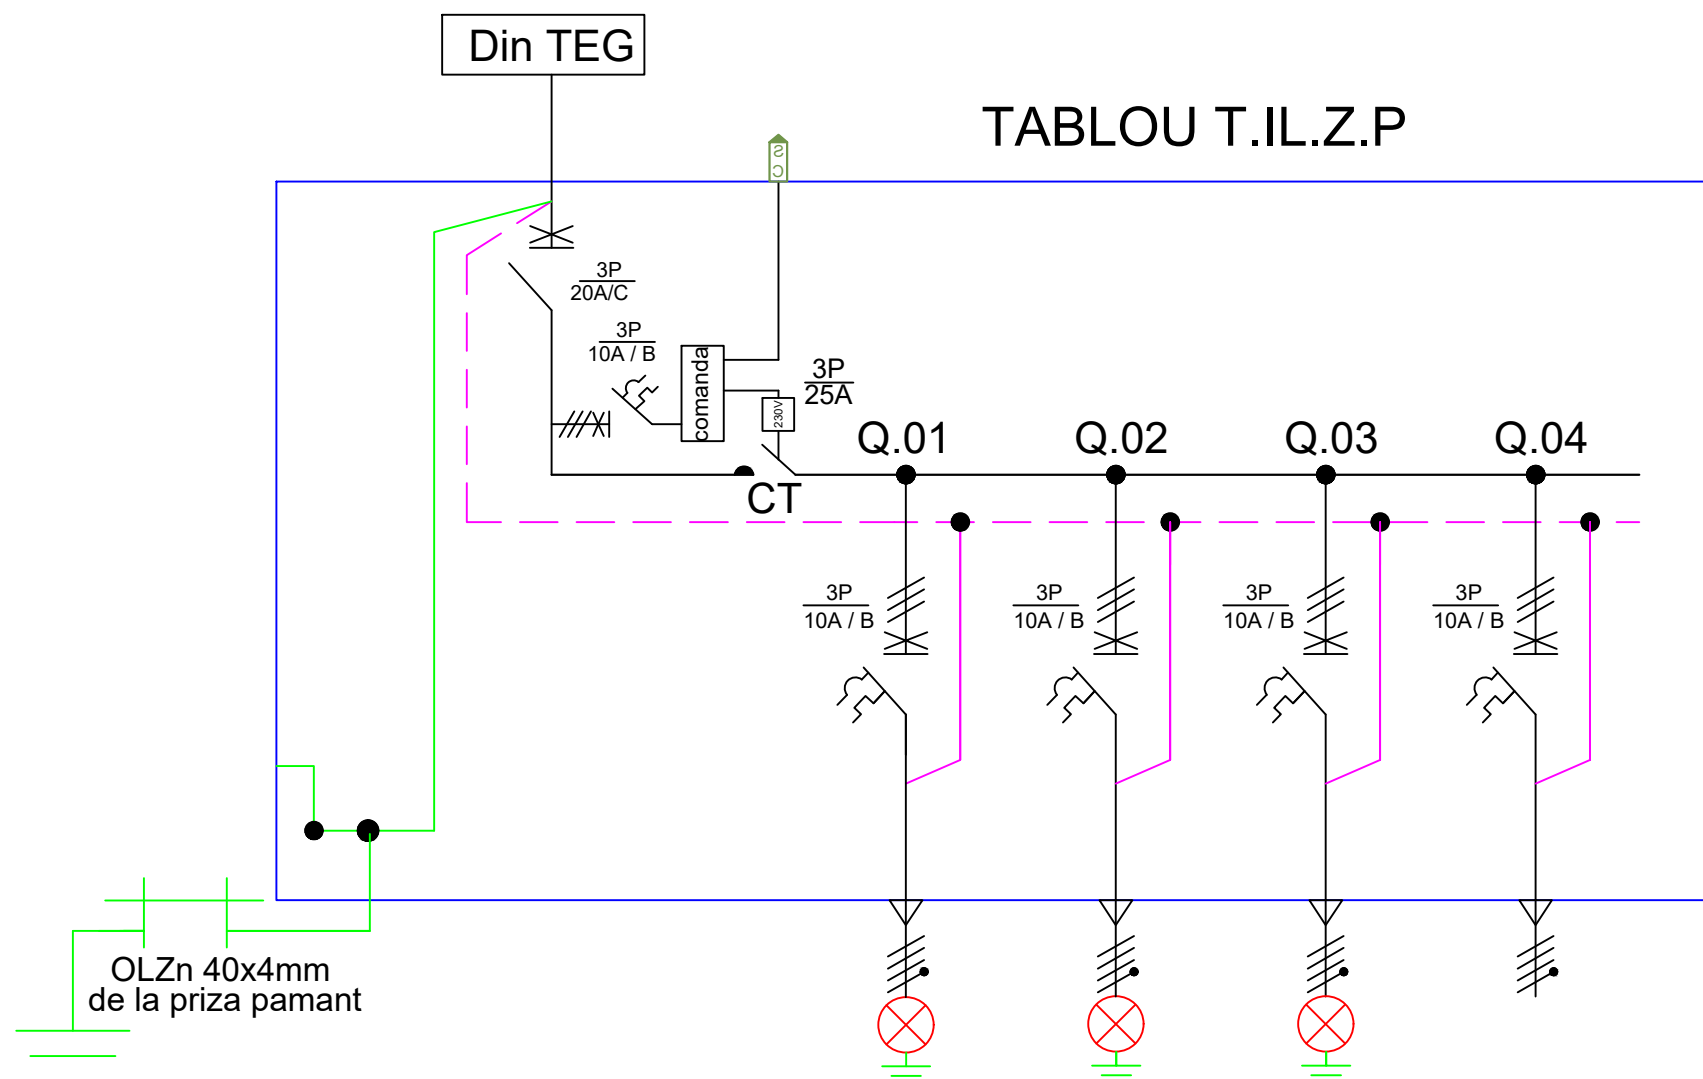 Din TEG
TABLOU T.IL.Z.P
SC
3P
20A/C
3P
10A / B
comanda
230V
3P
25A
CT
Q.01
Q.02
Q.03
Q.04
3P
10A / B
3P
10A / B
3P
10A / B
3P
10A / B
OLZn 40x4mm
de la priza pamant